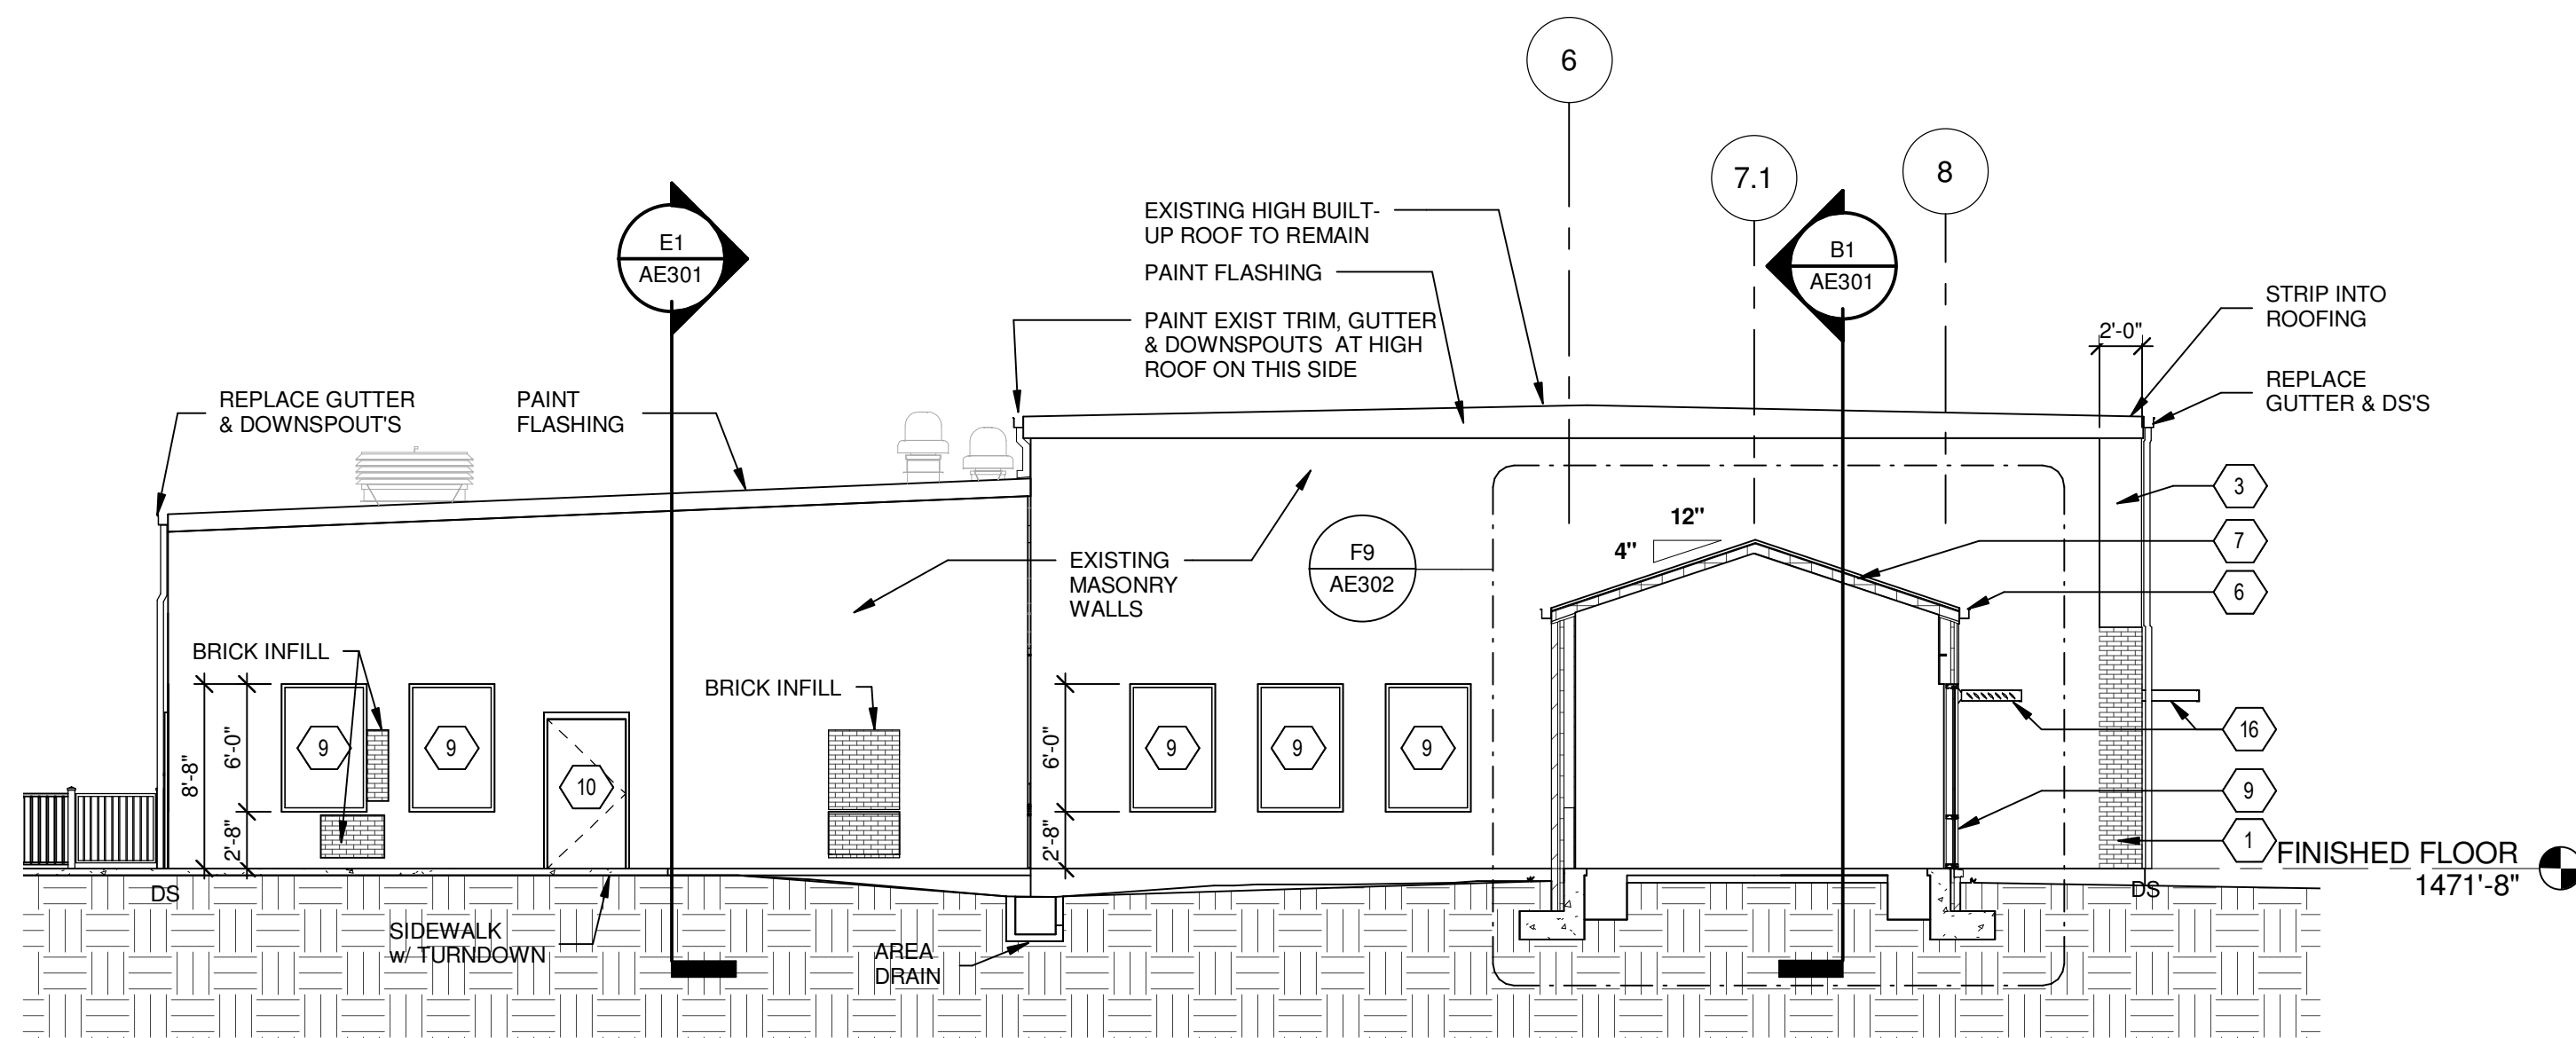 6
7.1
8
E1
AE301
B1
AE301
EXISTING HIGH BUILT-
UP ROOF TO REMAIN
PAINT FLASHING
PAINT EXIST TRIM, GUTTER
& DOWNSPOUTS AT HIGH
ROOF ON THIS SIDE
STRIP INTO
ROOFING
2'-0"
REPLACE
GUTTER & DS'S
REPLACE GUTTER
& DOWNSPOUT'S
PAINT
FLASHING
3
7
6
12"
4"
F9
AE302
EXISTING
MASONRY
WALLS
BRICK INFILL
BRICK INFILL
8'-8"
6'-0"
2'-8"
9
9
10
6'-0"
2'-8"
9
9
9
16
9
1
FINISHED FLOOR
1471'-8"
DS
DS
SIDEWALK
w/ TURNDOWN
AREA
DRAIN